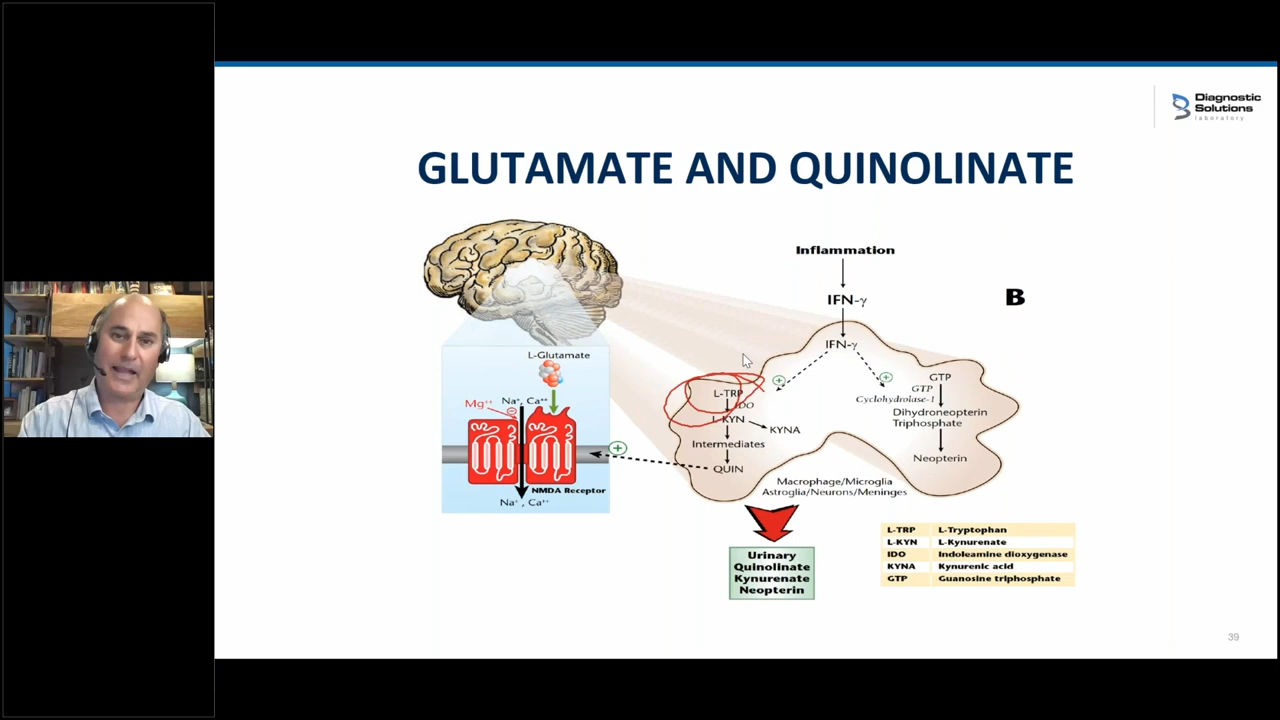 Diagnostic
Solutions
laboratory
GLUTAMATE AND QUINOLINATE
Inflammation
IFN-γ
B
IFN-γ
L-Glutamate
Na⁺, Ca⁺⁺
Mg⁺⁺
NMDA Receptor
Na⁺, Ca⁺⁺
L-TRP
IDO
L-KYN
KYNA
Intermediates
QUIN
GTP
GTP
Cyclohydrolase-1
Dihydroneopterin
Triphosphate
Neopterin
Macrophage/Microglia
Astroglia/Neurons/Meninges
Urinary
Quinolinate
Kynurenate
Neopterin
L-TRP L-Tryptophan
L-KYN L-Kynurenate
IDO Indoleamine dioxygenase
KYNA Kynurenic acid
GTP Guanosine triphosphate
39